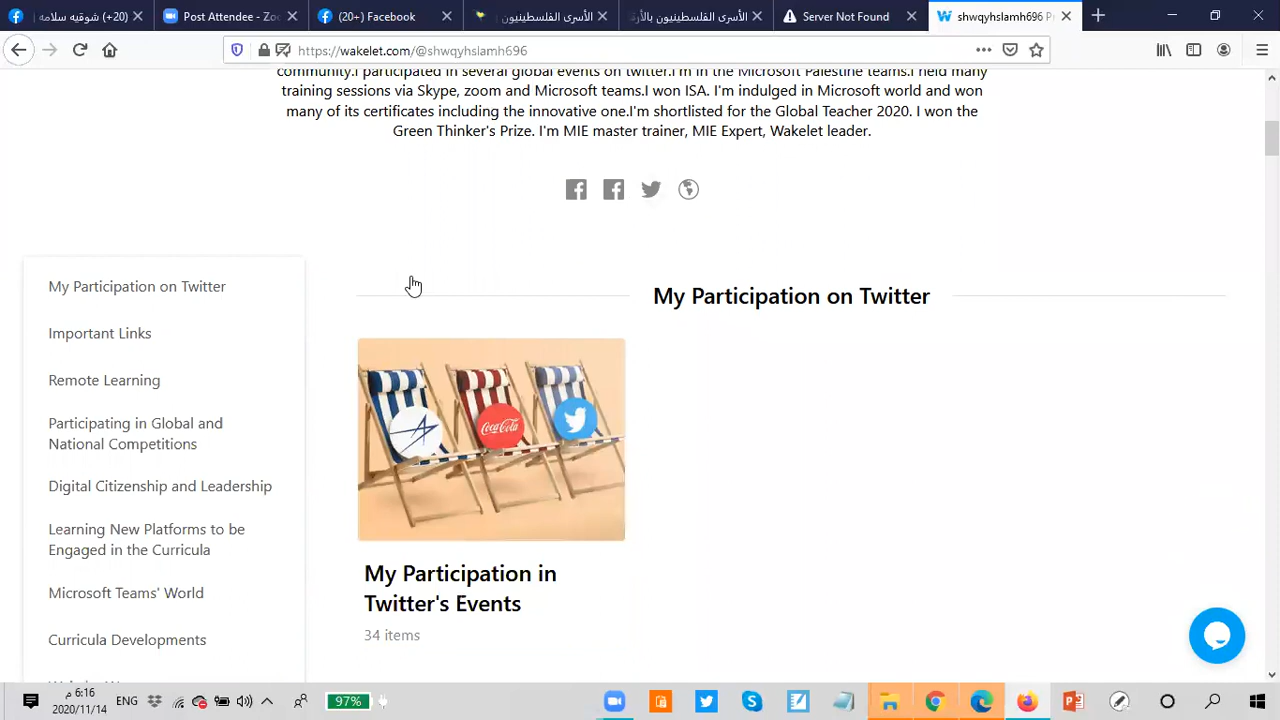 (20+) شوقيه سلامه
Post Attendee - Zoo
(20+) Facebook
الأسرى الفلسطينيون
الأسرى الفلسطينيون بالأرق
Server Not Found
shwqyhslamh696 P
https://wakelet.com/@shwqyhslamh696
community.I participated in several global events on twitter.I'm in the Microsoft Palestine teams.I held many
training sessions via Skype, zoom and Microsoft teams.I won ISA. I'm indulged in Microsoft world and won
many of its certificates including the innovative one.I'm shortlisted for the Global Teacher 2020. I won the
Green Thinker's Prize. I'm MIE master trainer, MIE Expert, Wakelet leader.
My Participation on Twitter
Important Links
Remote Learning
Participating in Global and
National Competitions
Digital Citizenship and Leadership
Learning New Platforms to be
Engaged in the Curricula
Microsoft Teams' World
Curricula Developments
My Participation on Twitter
Coca-Cola
My Participation in
Twitter's Events
34 items
6:16 م
2020/11/14
ENG
97%